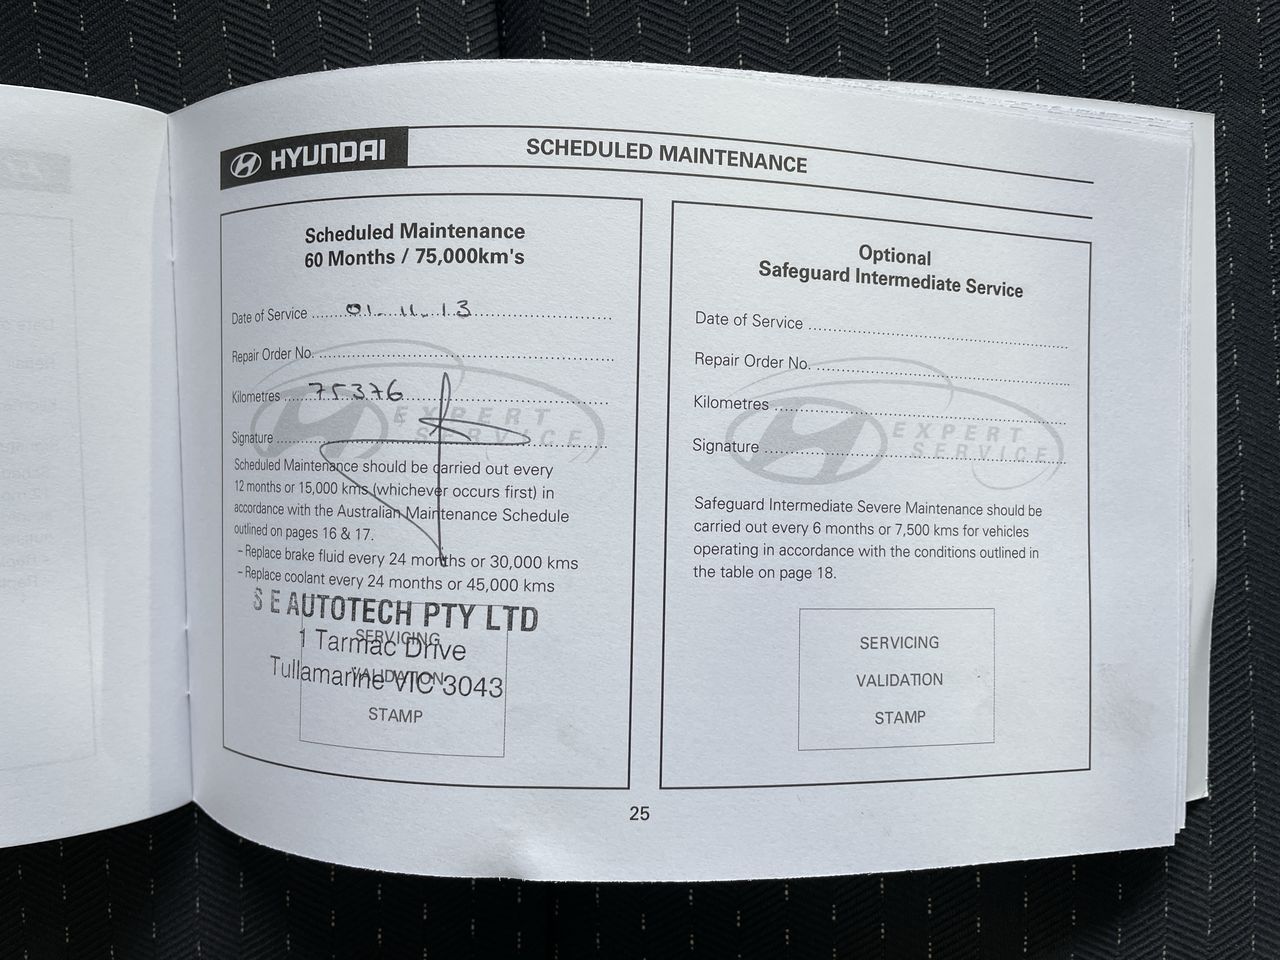 HYUNDAI
SCHEDULED MAINTENANCE
Scheduled Maintenance
60 Months / 75,000km's
Date of Service 01.11.13
Repair Order No.
Kilometres 75376
EXPERT
SERVICE
Signature
Scheduled Maintenance should be carried out every
12 months or 15,000 kms (whichever occurs first) in
accordance with the Australian Maintenance Schedule
outlined on pages 16 & 17.
- Replace brake fluid every 24 months or 30,000 kms
- Replace coolant every 24 months or 45,000 kms
S E AUTOTECH PTY LTD
1 Tarmac Drive
Tullamarine VIC 3043
SERVICING
VALIDATION
STAMP
Optional
Safeguard Intermediate Service
Date of Service
Repair Order No.
Kilometres
EXPERT
SERVICE
Signature
Safeguard Intermediate Severe Maintenance should be
carried out every 6 months or 7,500 kms for vehicles
operating in accordance with the conditions outlined in
the table on page 18.
SERVICING
VALIDATION
STAMP
25